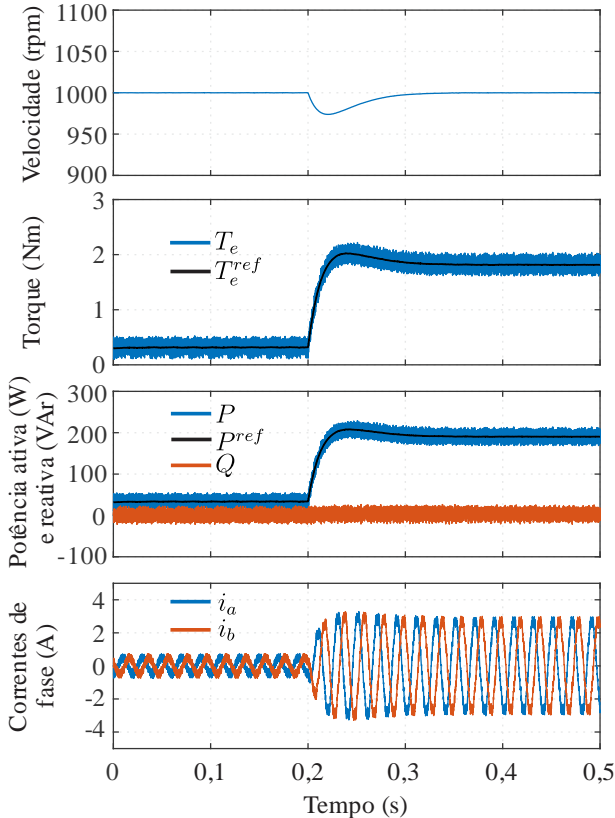 Velocidade (rpm)
1100
1050
1000
950
900
Torque (Nm)
3
2
1
0
T_e
T_e^{ref}
Potência ativa (W)
e reativa (VAr)
300
200
100
0
-100
P
P^{ref}
Q
Correntes de
fase (A)
4
2
0
-2
-4
i_a
i_b
0
0,1
0,2
0,3
0,4
0,5
Tempo (s)